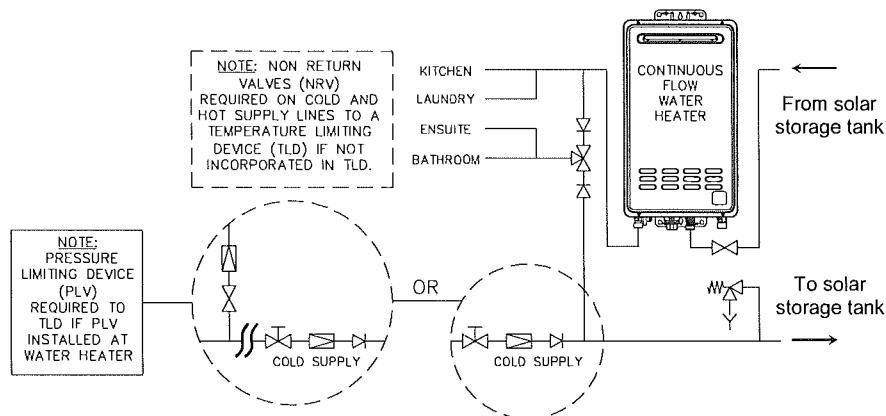 NOTE: NON RETURN
VALVES (NRV)
REQUIRED ON COLD AND
HOT SUPPLY LINES TO A
TEMPERATURE LIMITING
DEVICE (TLD) IF NOT
INCORPORATED IN TLD.
KITCHEN
LAUNDRY
ENSUITE
BATHROOM
CONTINUOUS
FLOW
WATER
HEATER
From solar
storage tank
NOTE:
PRESSURE
LIMITING DEVICE
(PLV)
REQUIRED TO
TLD IF PLV
INSTALLED AT
WATER HEATER
OR
COLD SUPPLY
COLD SUPPLY
To solar
storage tank